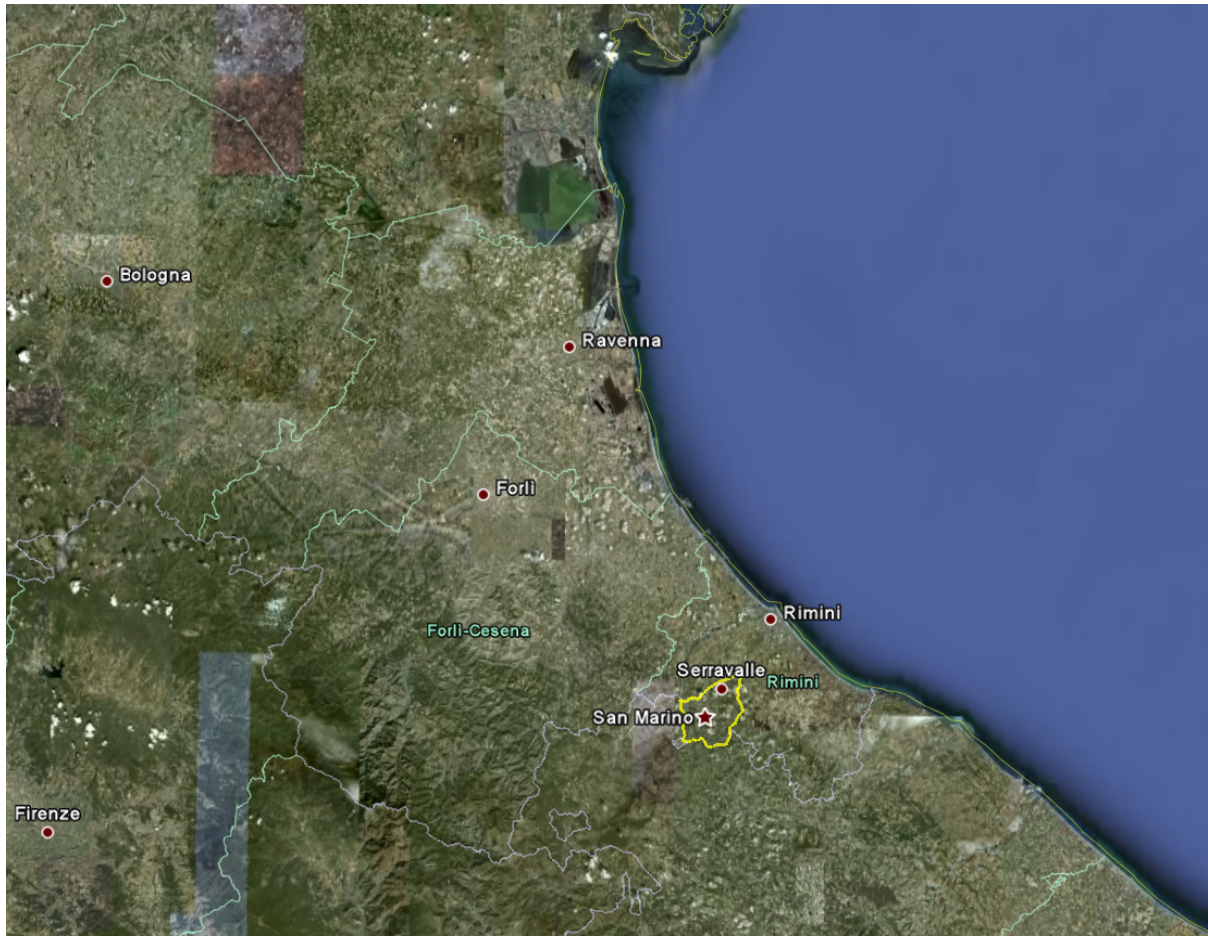 Bologna
Ravenna
Forlì
Rimini
Forlì-Cesena
Serravalle
Rimini
San Marino
Firenze